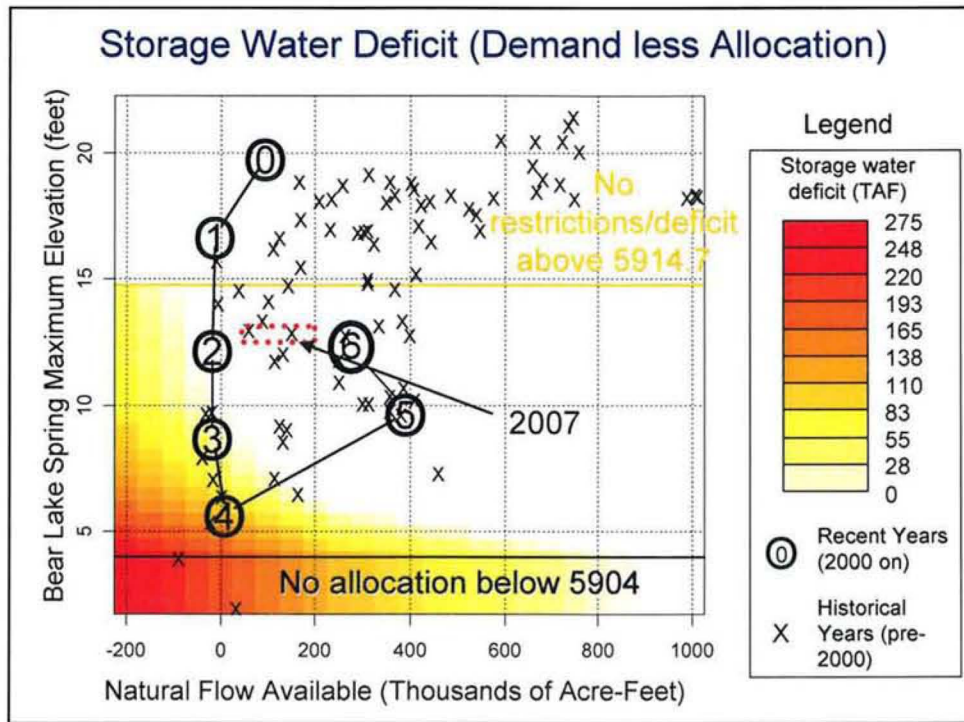 Storage Water Deficit (Demand less Allocation)
Bear Lake Spring Maximum Elevation (feet)
20
15
10
5
-200
0
200
400
600
800
1000
Natural Flow Available (Thousands of Acre-Feet)
0
1
2
3
4
5
6
No
restrictions/deficit
above 5914.7
2007
No allocation below 5904
Legend
Storage water
deficit (TAF)
275
248
220
193
165
138
110
83
55
28
0
0
Recent Years
(2000 on)
X
Historical
Years (pre-
2000)